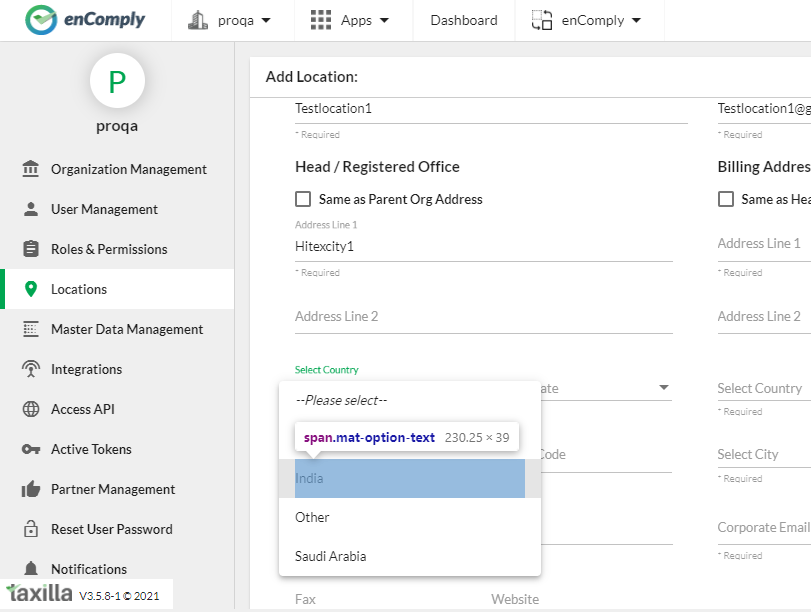 enComply
proqa
Apps
Dashboard
enComply
P
proqa
Organization Management
User Management
Roles & Permissions
Locations
Master Data Management
Integrations
Access API
Active Tokens
Partner Management
Reset User Password
Notifications
taxilla V3.5.8-1 © 2021
Add Location:
Testlocation1
Testlocation1@g
* Required
* Required
Head / Registered Office
Billing Addres
Same as Parent Org Address
Same as Hea
Address Line 1
Hitexcity1
Address Line 1
* Required
* Required
Address Line 2
Address Line 2
Select Country
--Please select--
ate
Select Country
* Required
span.mat-option-text 230.25 × 39
Code
Select City
India
* Required
Other
Corporate Email
Saudi Arabia
* Required
Fax
Website